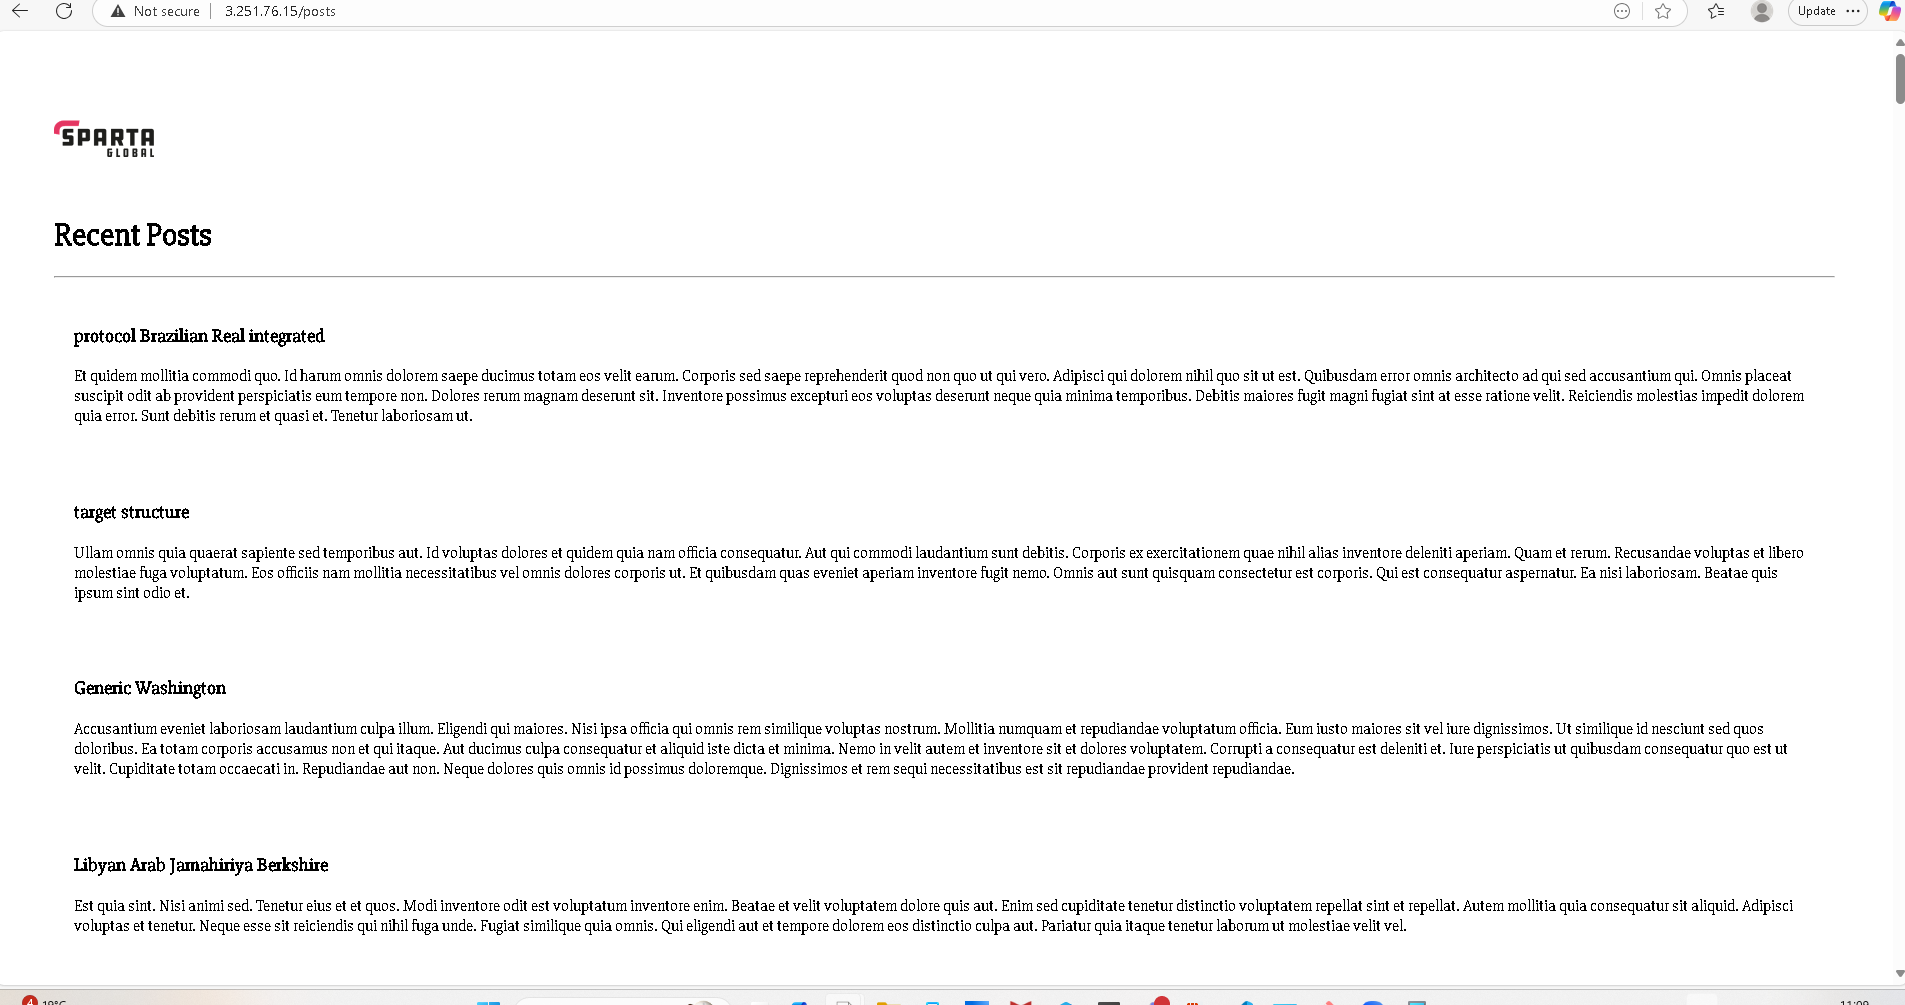 Not secure 3.251.76.15/posts Update
SPARTA
GLOBAL
Recent Posts
protocol Brazilian Real integrated
Et quidem mollitia commodi quo. Id harum omnis dolorem saepe ducimus totam eos velit earum. Corporis sed saepe reprehenderit quod non quo ut qui vero. Adipisci qui dolorem nihil quo sit ut est. Quibusdam error omnis architecto ad qui sed accusantium qui. Omnis placeat
suscipit odit ab provident perspiciatis eum tempore non. Dolores rerum magnam deserunt sit. Inventore possimus excepturi eos voluptas deserunt neque quia minima temporibus. Debitis maiores fugit magni fugiat sint at esse ratione velit. Reiciendis molestias impedit dolorem
quia error. Sunt debitis rerum et quasi et. Tenetur laboriosam ut.
target structure
Ullam omnis quia quaerat sapiente sed temporibus aut. Id voluptas dolores et quidem quia nam officia consequatur. Aut qui commodi laudantium sunt debitis. Corporis ex exercitationem quae nihil alias inventore deleniti aperiam. Quam et rerum. Recusandae voluptas et libero
molestiae fuga voluptatum. Eos officiis nam mollitia necessitatibus vel omnis dolores corporis ut. Et quibusdam quas eveniet aperiam inventore fugit nemo. Omnis aut sunt quisquam consectetur est corporis. Qui est consequatur aspernatur. Ea nisi laboriosam. Beatae quis
ipsum sint odio et.
Generic Washington
Accusantium eveniet laboriosam laudantium culpa illum. Eligendi qui maiores. Nisi ipsa officia qui omnis rem similique voluptas nostrum. Mollitia numquam et repudiandae voluptatum officia. Eum iusto maiores sit vel iure dignissimos. Ut similique id nesciunt sed quos
doloribus. Ea totam corporis accusamus non et qui itaque. Aut ducimus culpa consequatur et aliquid iste dicta et minima. Nemo in velit autem et inventore sit et dolores voluptatem. Corrupti a consequatur est deleniti et. Iure perspiciatis ut quibusdam consequatur quo est ut
velit. Cupiditate totam occaecati in. Repudiandae aut non. Neque dolores quis omnis id possimus doloremque. Dignissimos et rem sequi necessitatibus est sit repudiandae provident repudiandae.
Libyan Arab Jamahiriya Berkshire
Est quia sint. Nisi animi sed. Tenetur eius et et quos. Modi inventore odit est voluptatum inventore enim. Beatae et velit voluptatem dolore quis aut. Enim sed cupiditate tenetur distinctio voluptatem repellat sint et repellat. Autem mollitia quia consequatur sit aliquid. Adipisci
voluptas et tenetur. Neque esse sit reiciendis qui nihil fuga unde. Fugiat similique quia omnis. Qui eligendi aut et tempore dolorem eos distinctio culpa aut. Pariatur quia itaque tenetur laborum ut molestiae velit vel.
4